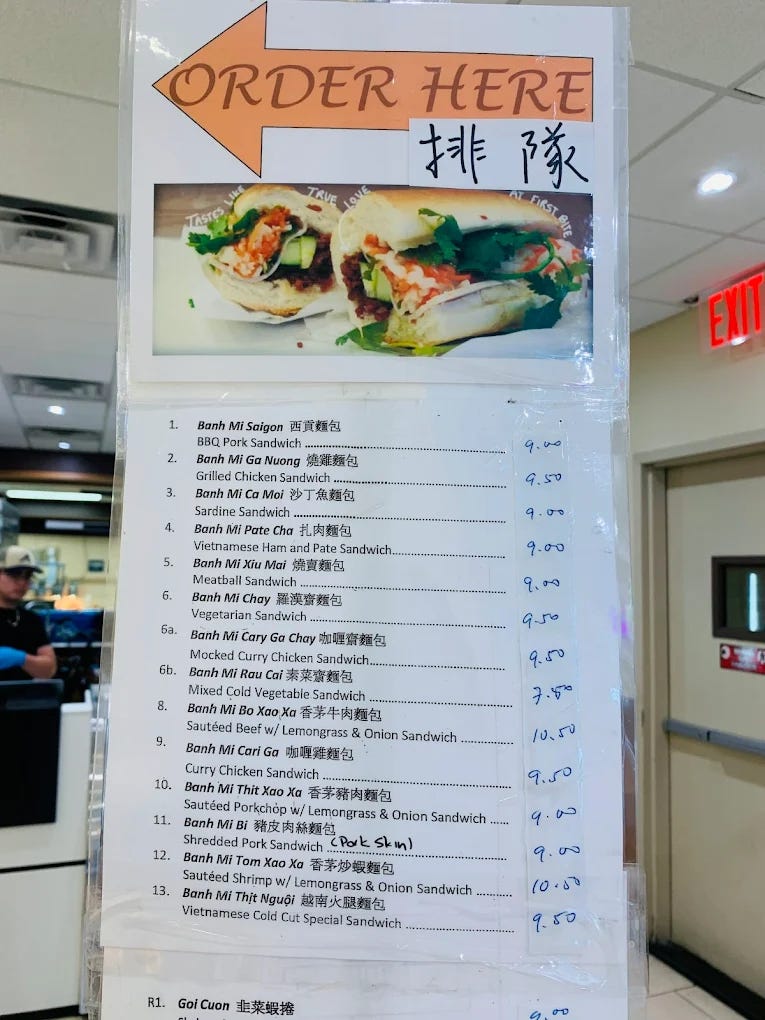 ORDER HERE
排 隊
TASTES LIKE TRUE LOVE AT FIRST BITE
1. Banh Mi Saigon 西貢麵包
BBQ Pork Sandwich 9.00
2. Banh Mi Ga Nuong 燒雞麵包
Grilled Chicken Sandwich 9.50
3. Banh Mi Ca Moi 沙丁魚麵包
Sardine Sandwich 9.00
4. Banh Mi Pate Cha 扎肉麵包
Vietnamese Ham and Pate Sandwich 9.00
5. Banh Mi Xiu Mai 燒賣麵包
Meatball Sandwich 9.00
6. Banh Mi Chay 羅漢齋麵包
Vegetarian Sandwich 9.50
6a. Banh Mi Cary Ga Chay 咖喱齋麵包
Mocked Curry Chicken Sandwich 9.50
6b. Banh Mi Rau Cai 素菜齋麵包
Mixed Cold Vegetable Sandwich 7.50
8. Banh Mi Bo Xao Xa 香茅牛肉麵包
Sautéed Beef w/ Lemongrass & Onion Sandwich 10.50
9. Banh Mi Cari Ga 咖喱雞麵包
Curry Chicken Sandwich 9.50
10. Banh Mi Thit Xao Xa 香茅豬肉麵包
Sautéed Porkchop w/ Lemongrass & Onion Sandwich 9.00
11. Banh Mi Bi 豬皮肉絲麵包
Shredded Pork Sandwich (Pork Skin) 9.00
12. Banh Mi Tom Xao Xa 香茅炒蝦麵包
Sautéed Shrimp w/ Lemongrass & Onion Sandwich 10.50
13. Banh Mi Thịt Nguội 越南火腿麵包
Vietnamese Cold Cut Special Sandwich 9.50
R1. Goi Cuon 韭菜蝦捲
9.00
EXIT